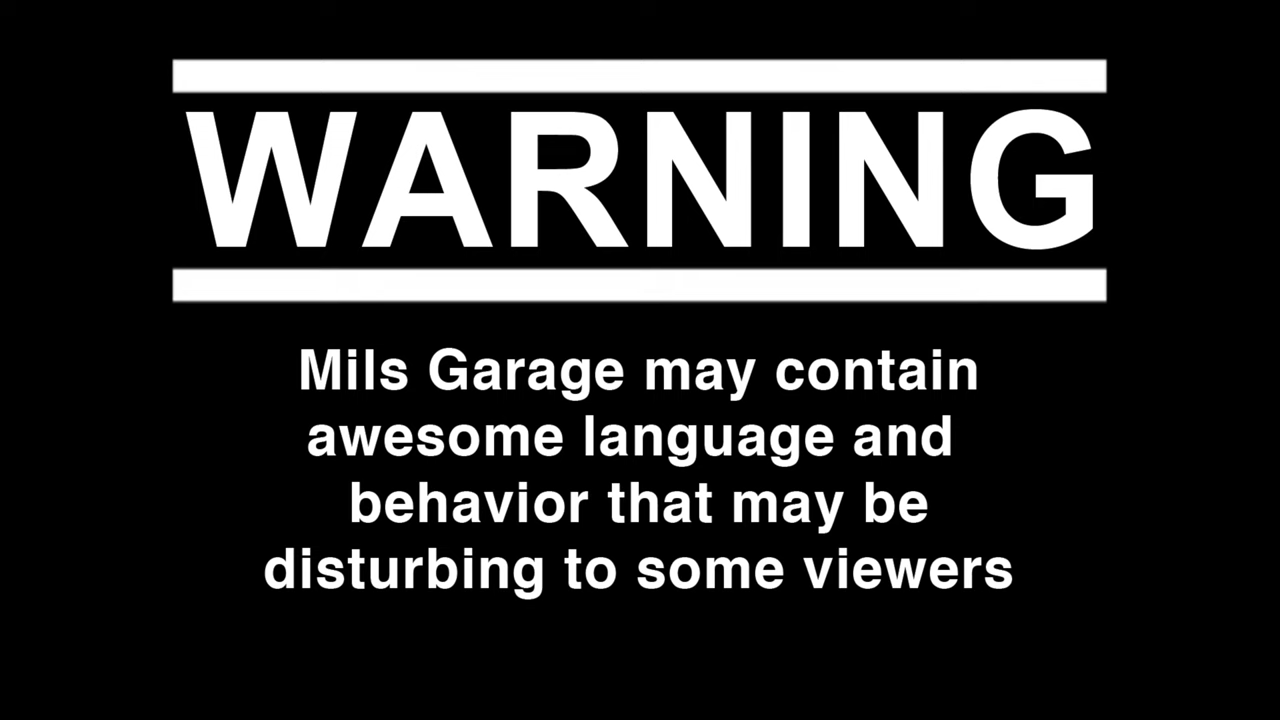 WARNING
Mils Garage may contain
awesome language and
behavior that may be
disturbing to some viewers